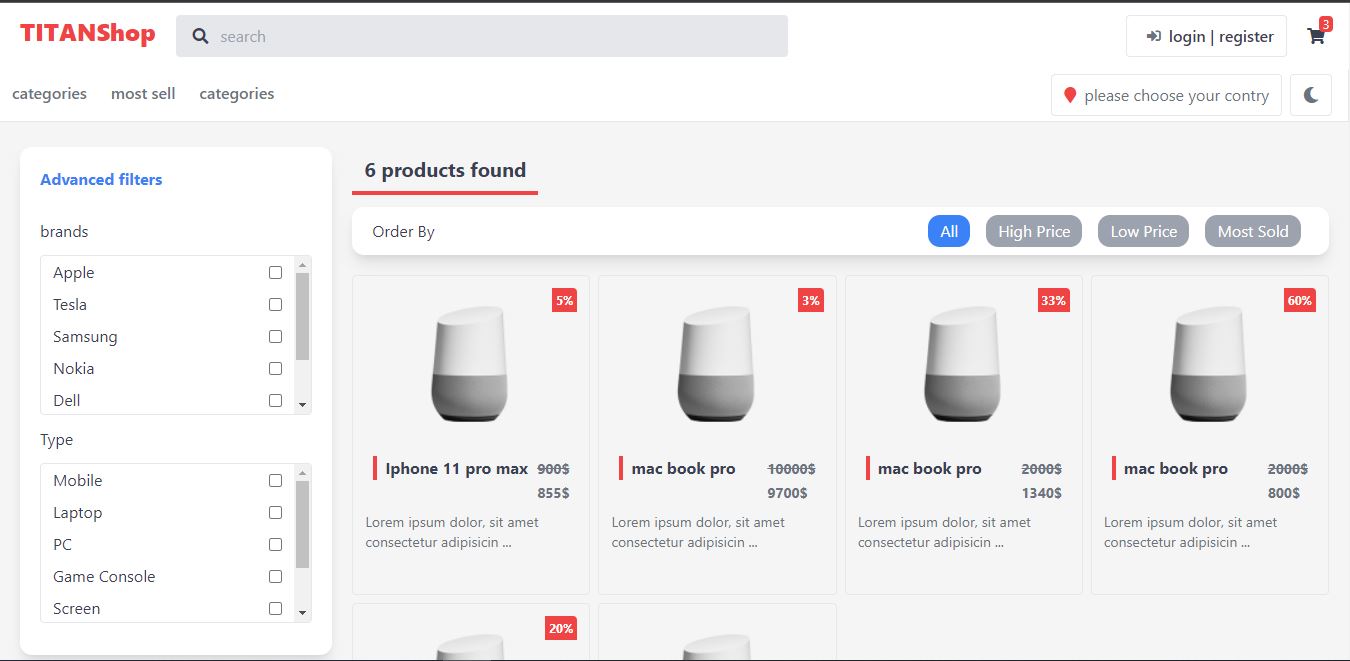 TITANShop
search
login | register
3
categories
most sell
categories
please choose your contry
Advanced filters
brands
Apple
Tesla
Samsung
Nokia
Dell
Type
Mobile
Laptop
PC
Game Console
Screen
6 products found
Order By
All
High Price
Low Price
Most Sold
5%
Iphone 11 pro max
900$
855$
Lorem ipsum dolor, sit amet
consectetur adipisicin ...
3%
mac book pro
10000$
9700$
Lorem ipsum dolor, sit amet
consectetur adipisicin ...
33%
mac book pro
2000$
1340$
Lorem ipsum dolor, sit amet
consectetur adipisicin ...
60%
mac book pro
2000$
800$
Lorem ipsum dolor, sit amet
consectetur adipisicin ...
20%